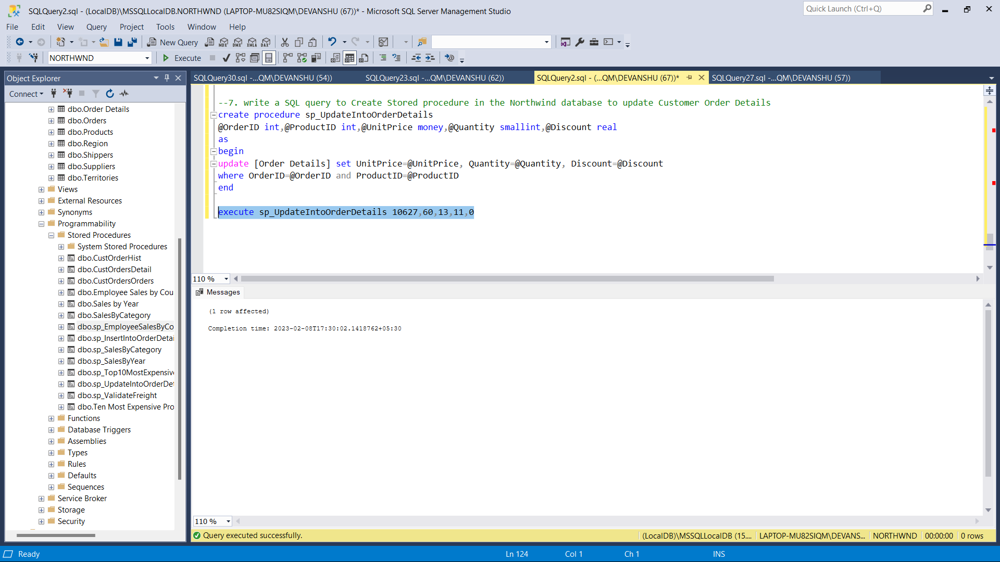 SQLQuery2.sql - (LocalDB)\MSSQLLocalDB.NORTHWND (LAPTOP-MU82SIQM\DEVANSHU (67))* - Microsoft SQL Server Management Studio
Quick Launch (Ctrl+Q)
File Edit View Query Project Tools Window Help
New Query MDX DMX XMLA DAX
NORTHWND Execute
Object Explorer
SQLQuery30.sql -...QM\DEVANSHU (54)) SQLQuery23.sql -...QM\DEVANSHU (62)) SQLQuery2.sql - (...QM\DEVANSHU (67))* SQLQuery27.sql -...QM\DEVANSHU (57))
Connect
dbo.Order Details
dbo.Orders
dbo.Products
dbo.Region
dbo.Shippers
dbo.Suppliers
dbo.Territories
Views
External Resources
Synonyms
Programmability
Stored Procedures
System Stored Procedures
dbo.CustOrderHist
dbo.CustOrdersDetail
dbo.CustOrdersOrders
dbo.Employee Sales by Cou
dbo.Sales by Year
dbo.SalesByCategory
dbo.sp_EmployeeSalesByCo
dbo.sp_InsertIntoOrderDetai
dbo.sp_SalesByCategory
dbo.sp_SalesByYear
dbo.sp_Top10MostExpensiv
dbo.sp_UpdateIntoOrderDet
dbo.sp_ValidateFreight
dbo.Ten Most Expensive Pro
Functions
Database Triggers
Assemblies
Types
Rules
Defaults
Sequences
Service Broker
Storage
Security
--7. write a SQL query to Create Stored procedure in the Northwind database to update Customer Order Details
create procedure sp_UpdateIntoOrderDetails
@OrderID int,@ProductID int,@UnitPrice money,@Quantity smallint,@Discount real
as
begin
update [Order Details] set UnitPrice=@UnitPrice, Quantity=@Quantity, Discount=@Discount
where OrderID=@OrderID and ProductID=@ProductID
end
execute sp_UpdateIntoOrderDetails 10627,60,13,11,0
110 %
Messages
(1 row affected)
Completion time: 2023-02-08T17:30:02.1418762+05:30
110 %
Query executed successfully. (LocalDB)\MSSQLLocalDB (15.... LAPTOP-MU82SIQM\DEVANS... NORTHWND 00:00:00 0 rows
Ready Ln 124 Col 1 Ch 1 INS